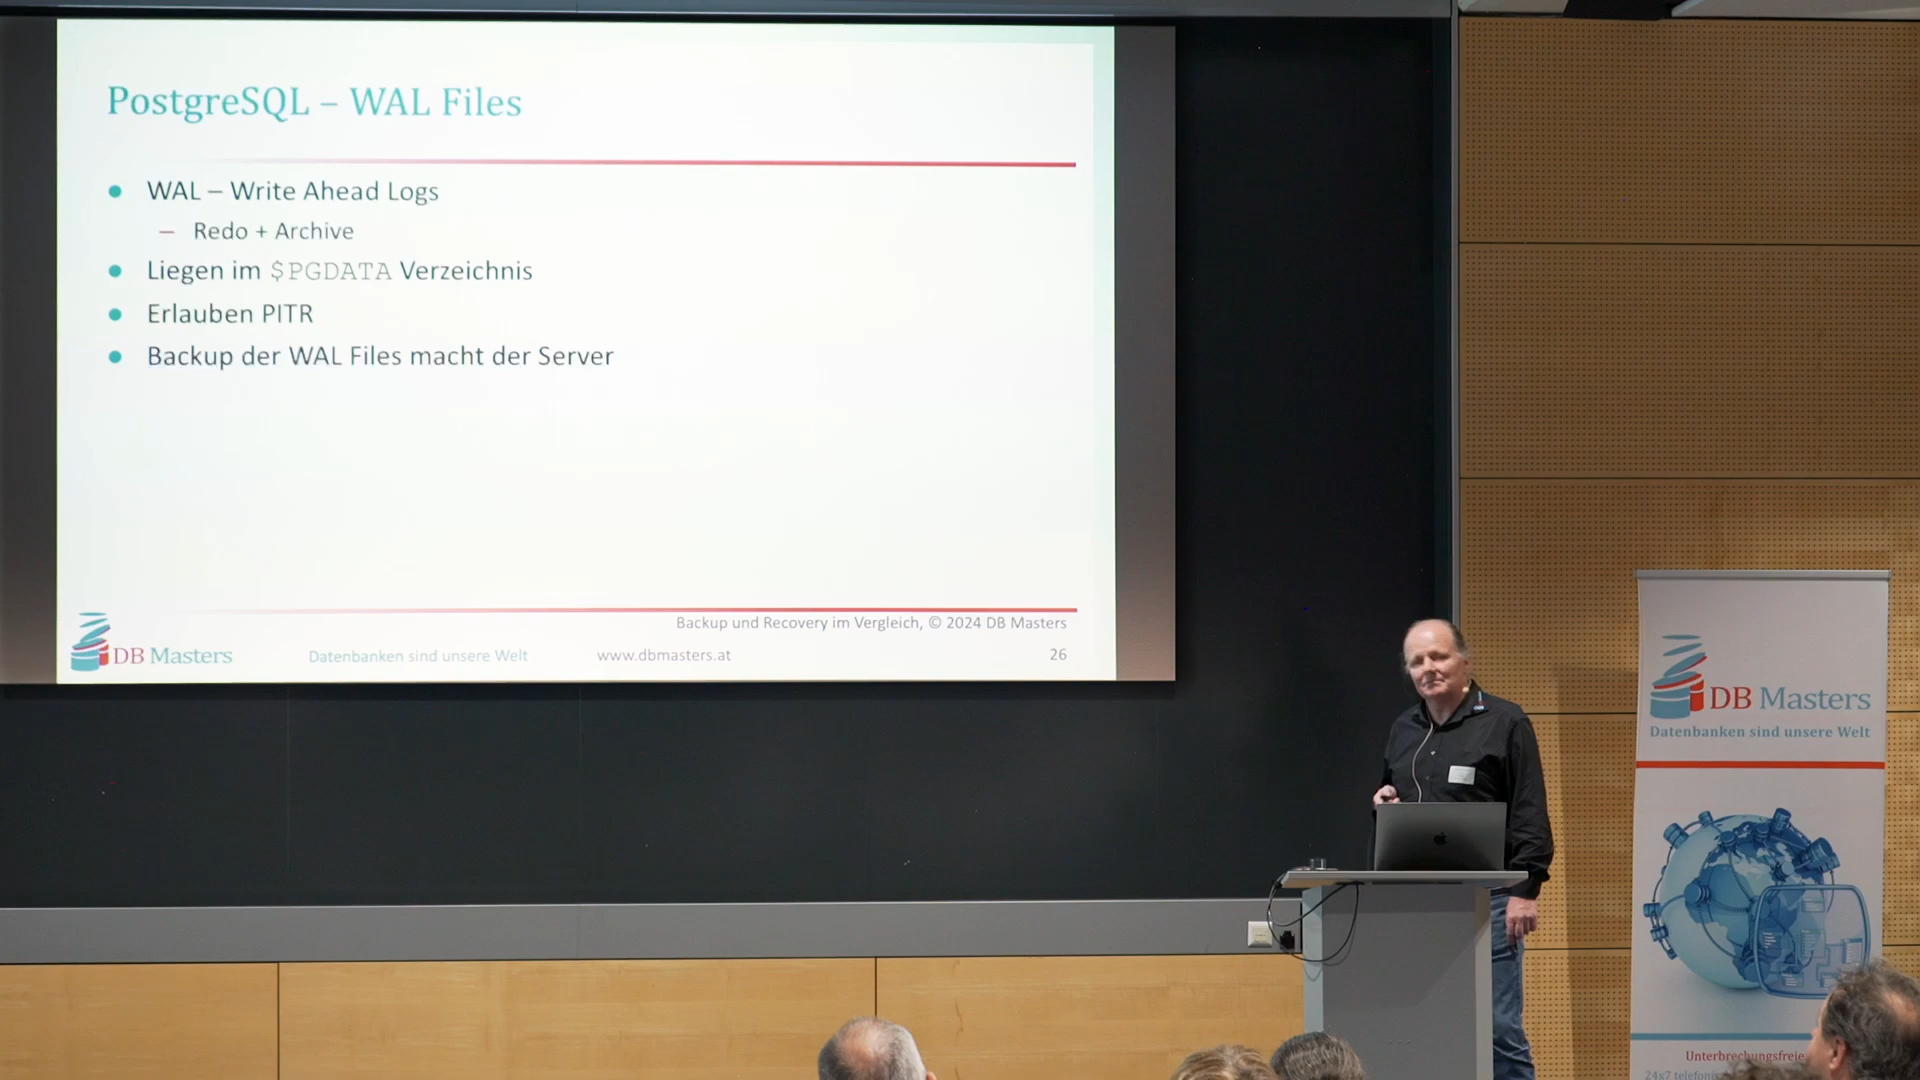 PostgreSQL – WAL Files
● WAL – Write Ahead Logs
– Redo + Archive
● Liegen im $PGDATA Verzeichnis
● Erlauben PITR
● Backup der WAL Files macht der Server
Backup und Recovery im Vergleich, © 2024 DB Masters
DB Masters Datenbanken sind unsere Welt www.dbmasters.at 26
DB Masters
Datenbanken sind unsere Welt
24x7